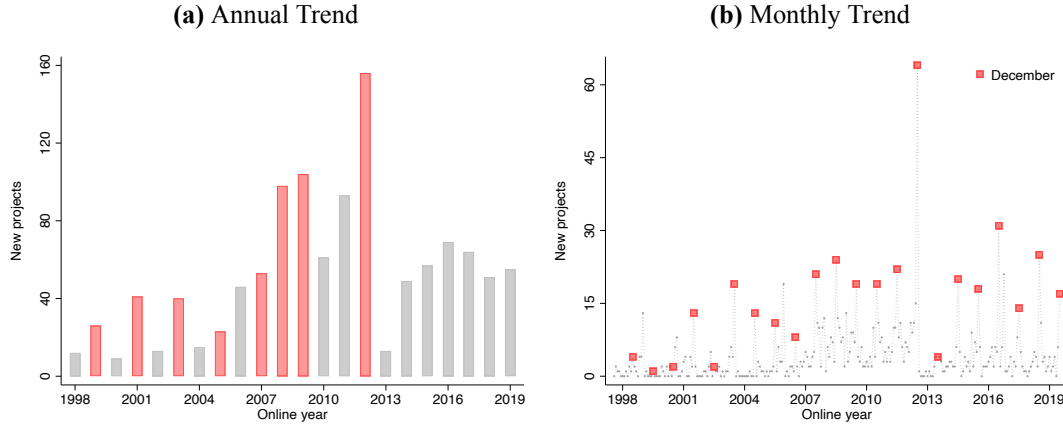 (a) Annual Trend
New projects
160
120
80
40
0
1998 2001 2004 2007 2010 2013 2016 2019
Online year
(b) Monthly Trend
December
New projects
60
45
30
15
0
1998 2001 2004 2007 2010 2013 2016 2019
Online year